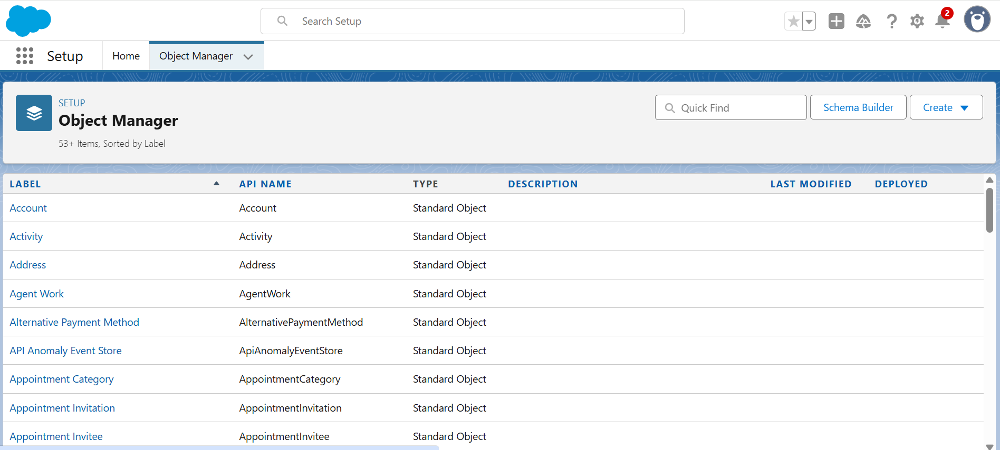 Search Setup
2
Setup
Home
Object Manager
SETUP
Object Manager
53+ Items, Sorted by Label
Quick Find
Schema Builder
Create
LABEL API NAME TYPE DESCRIPTION LAST MODIFIED DEPLOYED
Account Account Standard Object
Activity Activity Standard Object
Address Address Standard Object
Agent Work AgentWork Standard Object
Alternative Payment Method AlternativePaymentMethod Standard Object
API Anomaly Event Store ApiAnomalyEventStore Standard Object
Appointment Category AppointmentCategory Standard Object
Appointment Invitation AppointmentInvitation Standard Object
Appointment Invitee AppointmentInvitee Standard Object